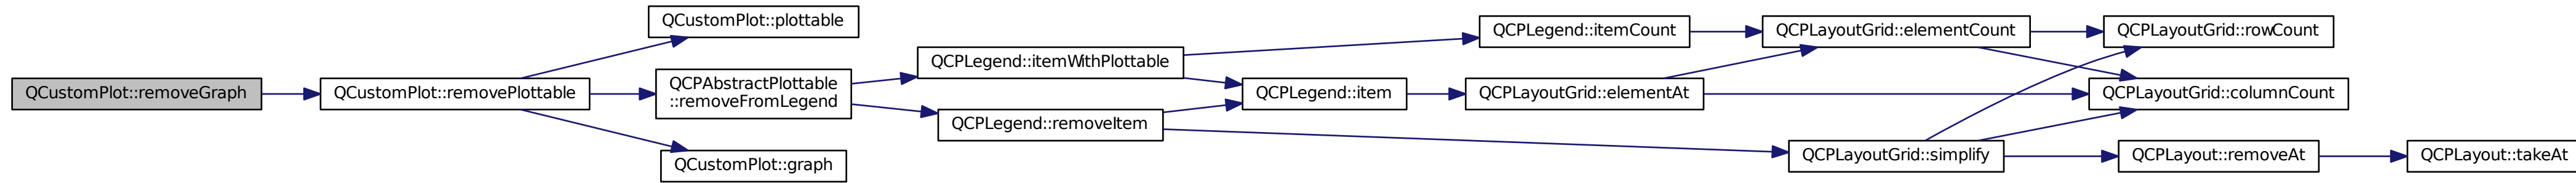 QCustomPlot::removeGraph
QCustomPlot::removePlottable
QCustomPlot::plottable
QCPAbstractPlottable
::removeFromLegend
QCustomPlot::graph
QCPLegend::itemWithPlottable
QCPLegend::removeItem
QCPLegend::item
QCPLegend::itemCount
QCPLayoutGrid::elementAt
QCPLayoutGrid::elementCount
QCPLayoutGrid::simplify
QCPLayoutGrid::rowCount
QCPLayoutGrid::columnCount
QCPLayout::removeAt
QCPLayout::takeAt